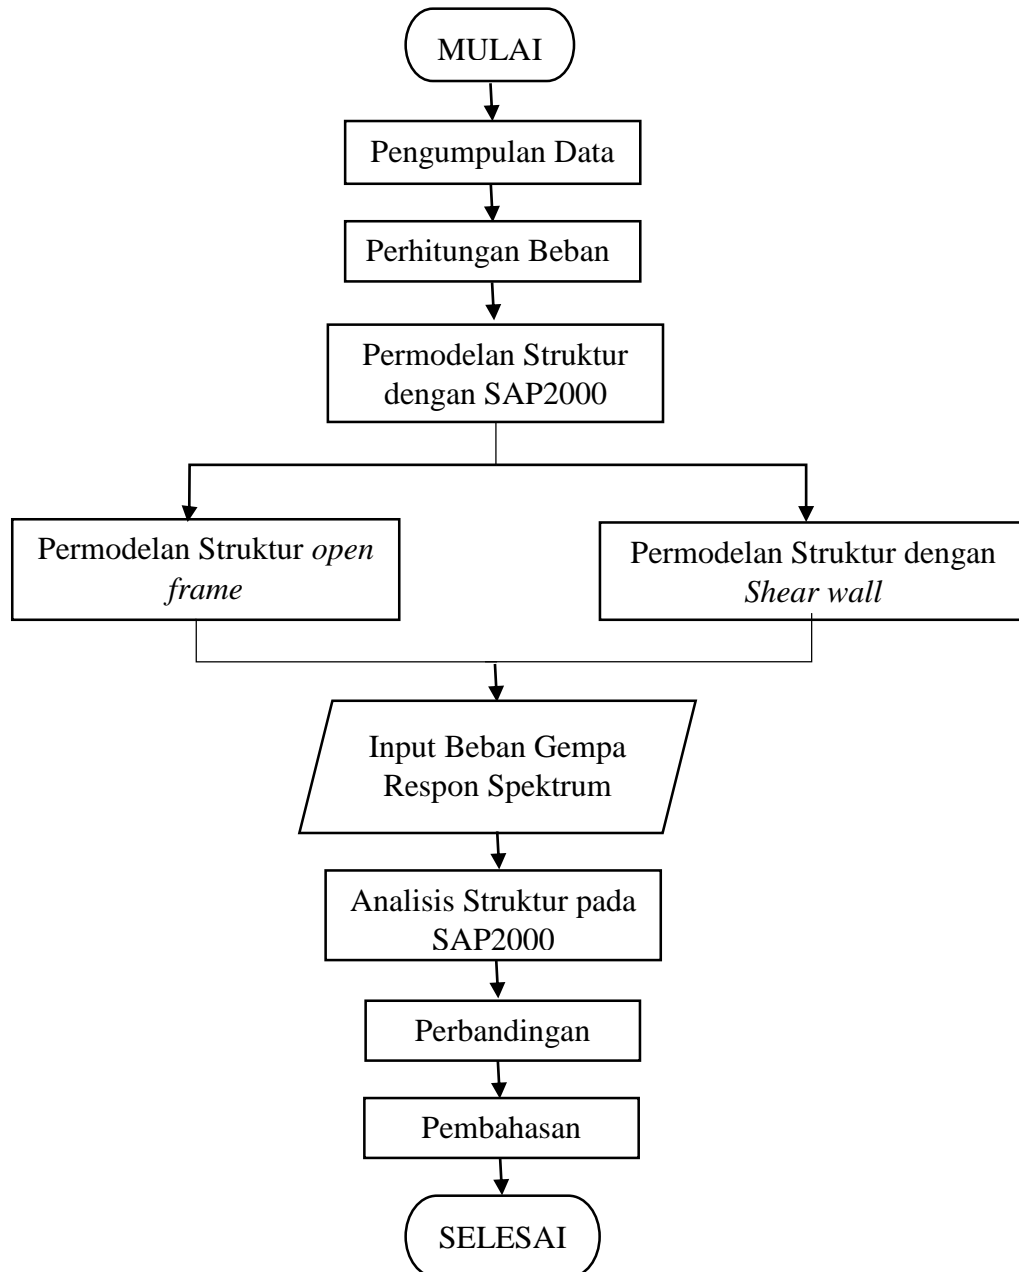 MULAI
Pengumpulan Data
Perhitungan Beban
Permodelan Struktur
dengan SAP2000
Permodelan Struktur open
frame
Permodelan Struktur dengan
Shear wall
Input Beban Gempa
Respon Spektrum
Analisis Struktur pada
SAP2000
Perbandingan
Pembahasan
SELESAI